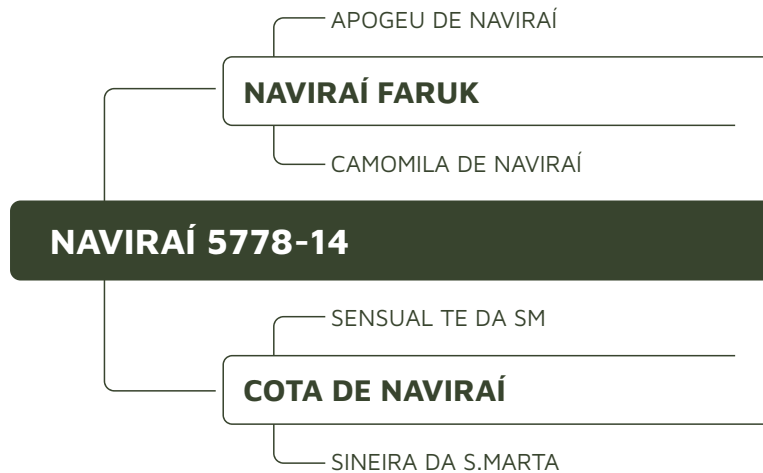 APOGEU DE NAVIRAÍ
NAVIRAÍ FARUK
CAMOMILA DE NAVIRAÍ
NAVIRAÍ 5778-14
SENSUAL TE DA SM
COTA DE NAVIRAÍ
SINEIRA DA S.MARTA